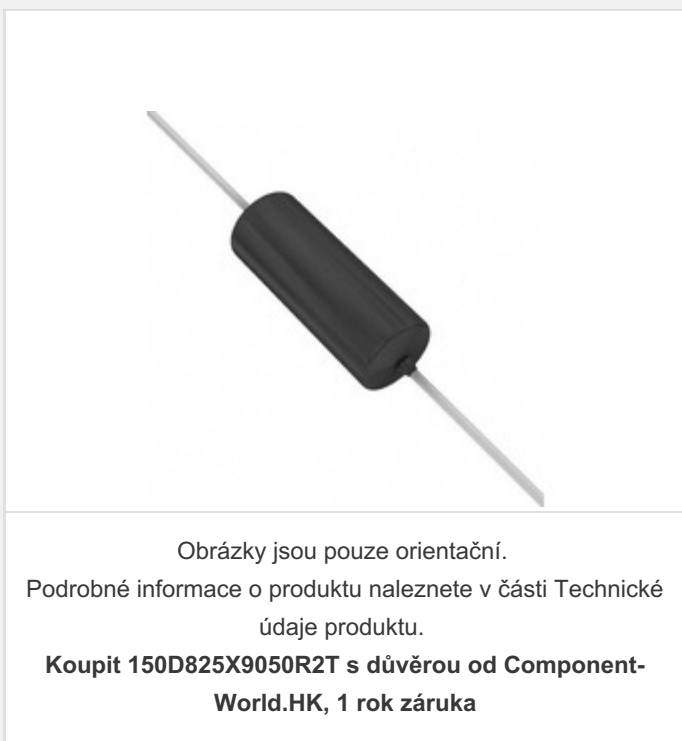 Obrázky jsou pouze orientační.
Podrobné informace o produktu naleznete v části Technické
údaje produktu.
Koupit 150D825X9050R2T s důvěrou od Component-
World.HK, 1 rok záruka